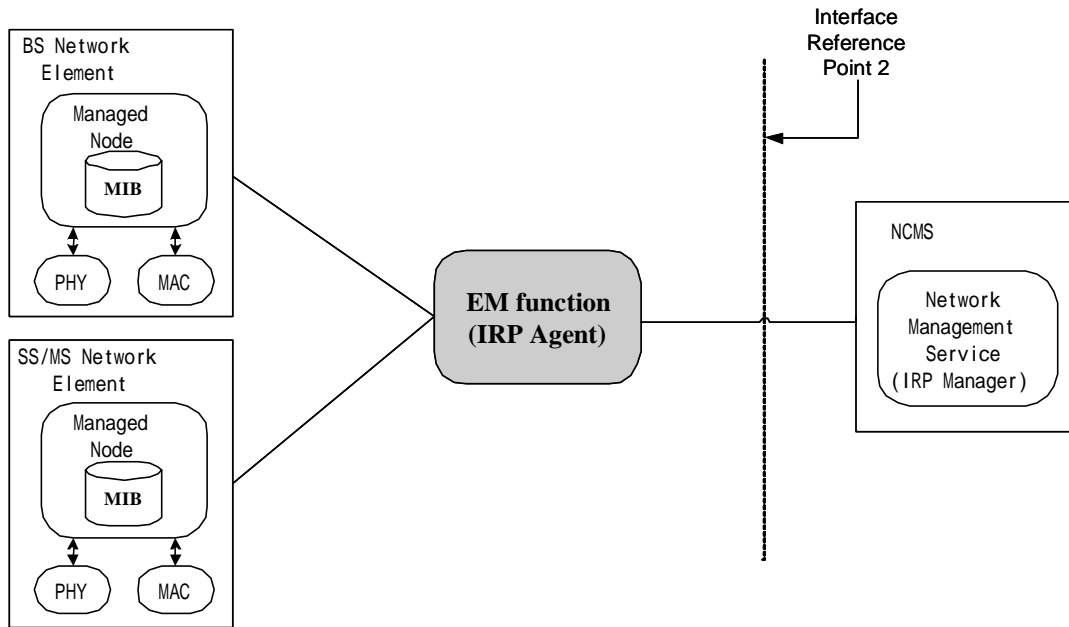 BS Network
Element
Managed
Node
MIB
PHY
MAC
SS/MS Network
Element
Managed
Node
MIB
PHY
MAC
EM function
(IRP Agent)
Interface
Reference
Point 2
NCMS
Network
Management
Service
(IRP Manager)